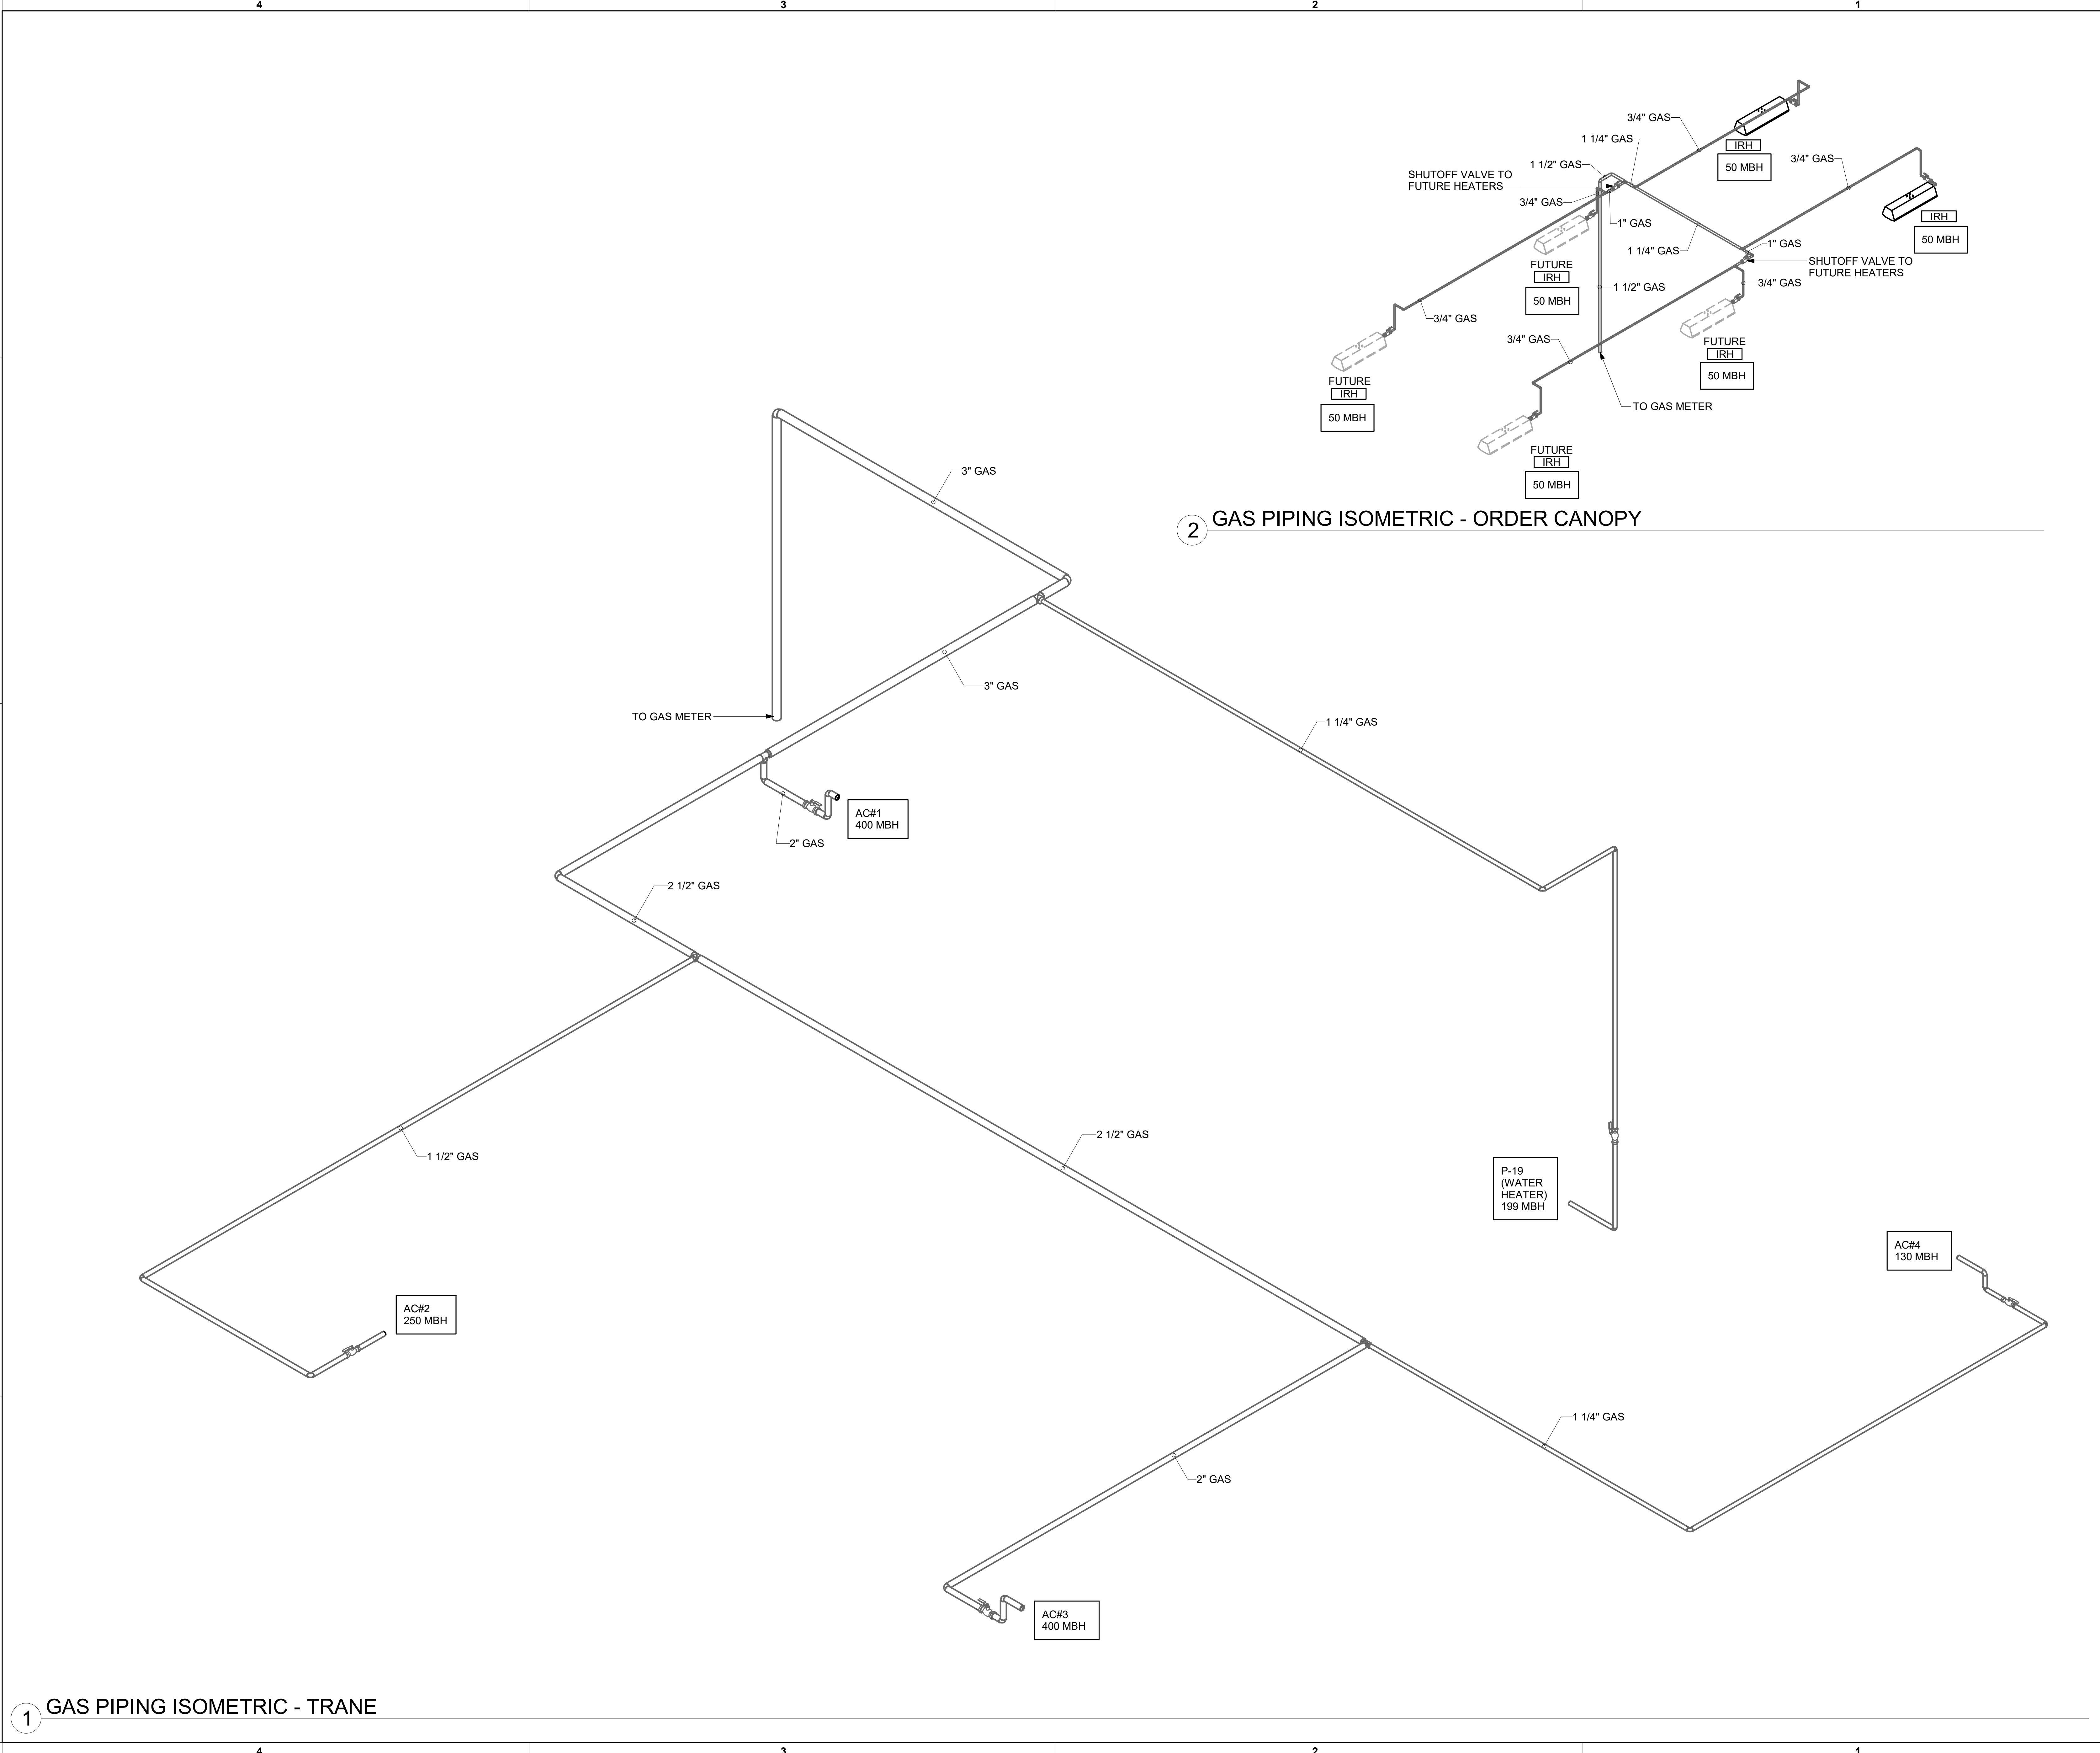 4 3 2 1
3/4" GAS
1 1/4" GAS
1 1/2" GAS
SHUTOFF VALVE TO
FUTURE HEATERS
3/4" GAS
1" GAS
1 1/4" GAS
IRH
50 MBH
3/4" GAS
IRH
50 MBH
1" GAS
SHUTOFF VALVE TO
FUTURE HEATERS
3/4" GAS
FUTURE
IRH
50 MBH
1 1/2" GAS
3/4" GAS
3/4" GAS
FUTURE
IRH
50 MBH
FUTURE
IRH
50 MBH
TO GAS METER
FUTURE
IRH
50 MBH
2 GAS PIPING ISOMETRIC - ORDER CANOPY
3" GAS
3" GAS
TO GAS METER
1 1/4" GAS
AC#1
400 MBH
2" GAS
2 1/2" GAS
1 1/2" GAS
2 1/2" GAS
P-19
(WATER
HEATER)
199 MBH
AC#4
130 MBH
AC#2
250 MBH
1 1/4" GAS
2" GAS
AC#3
400 MBH
1 GAS PIPING ISOMETRIC - TRANE
4 3 2 1